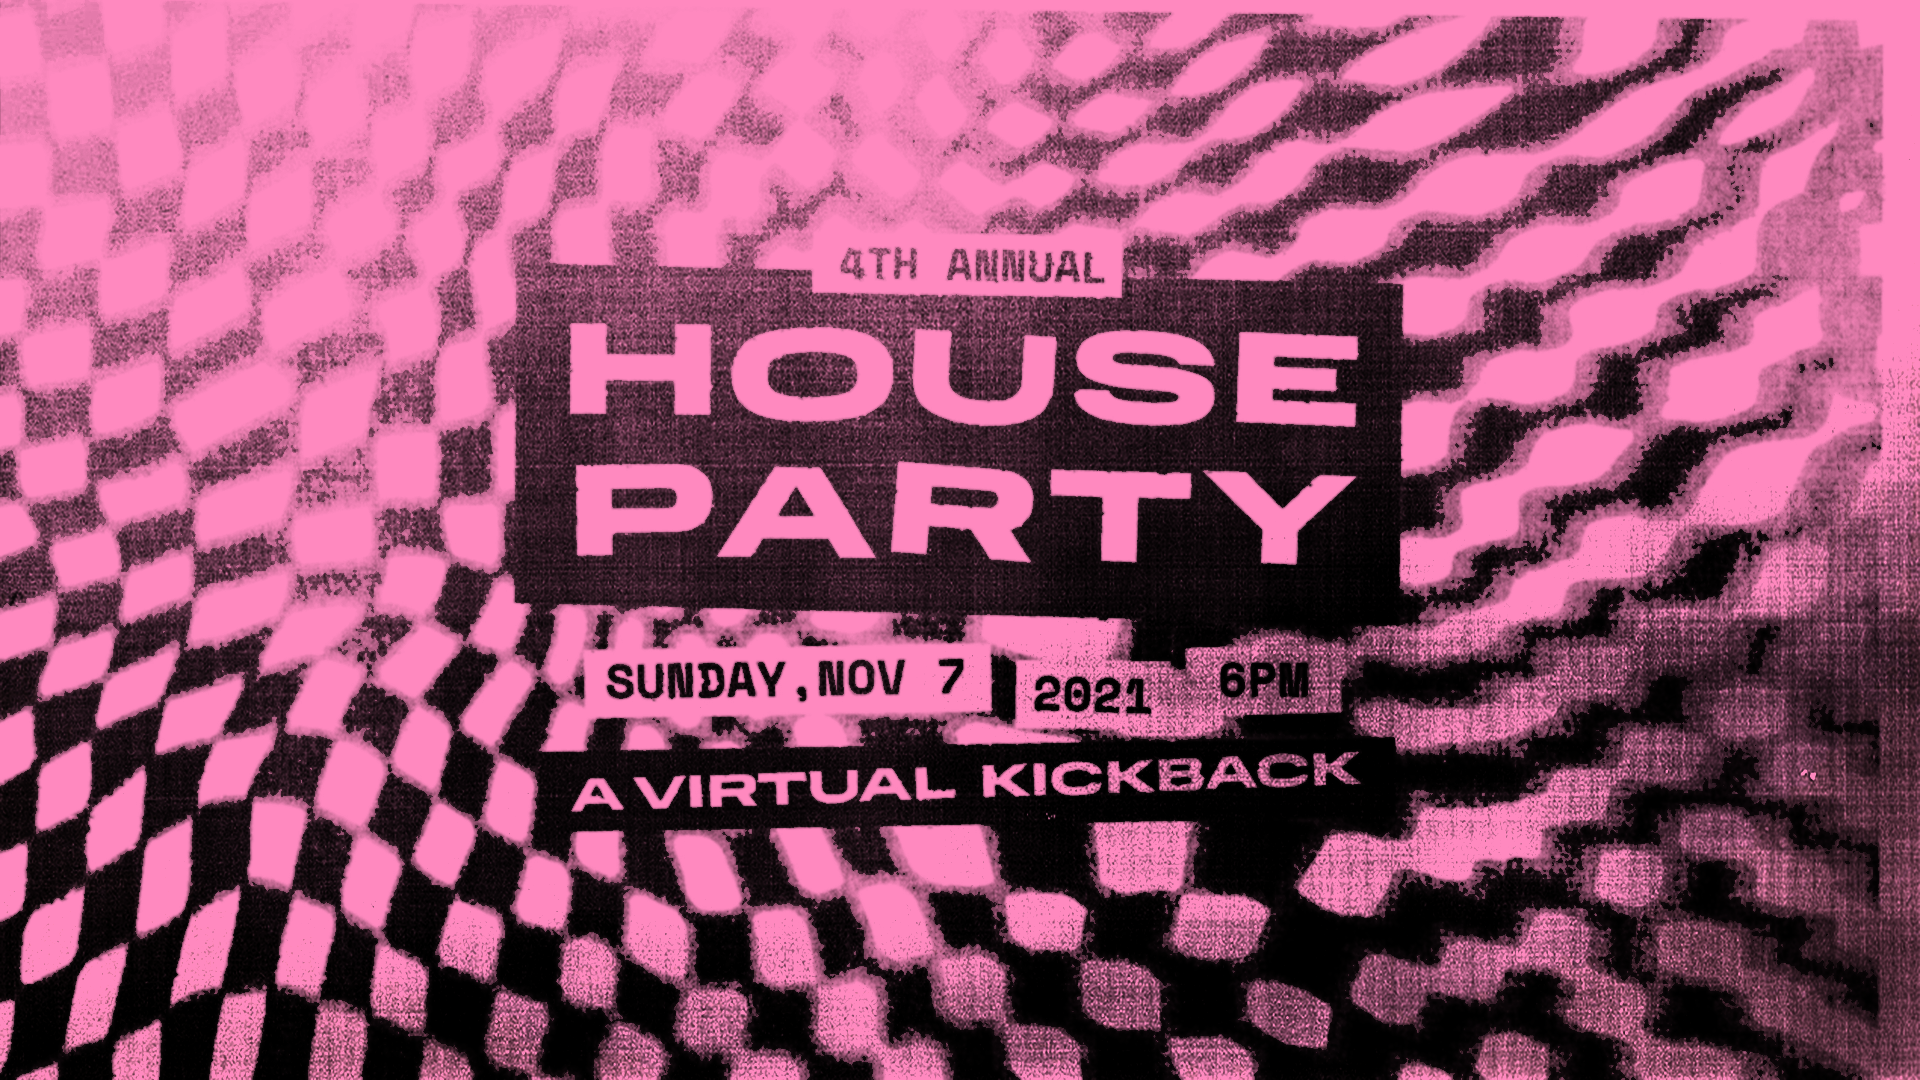 4TH ANNUAL
HOUSE
PARTY
SUNDAY, NOV 7 2021 6PM
A VIRTUAL KICKBACK